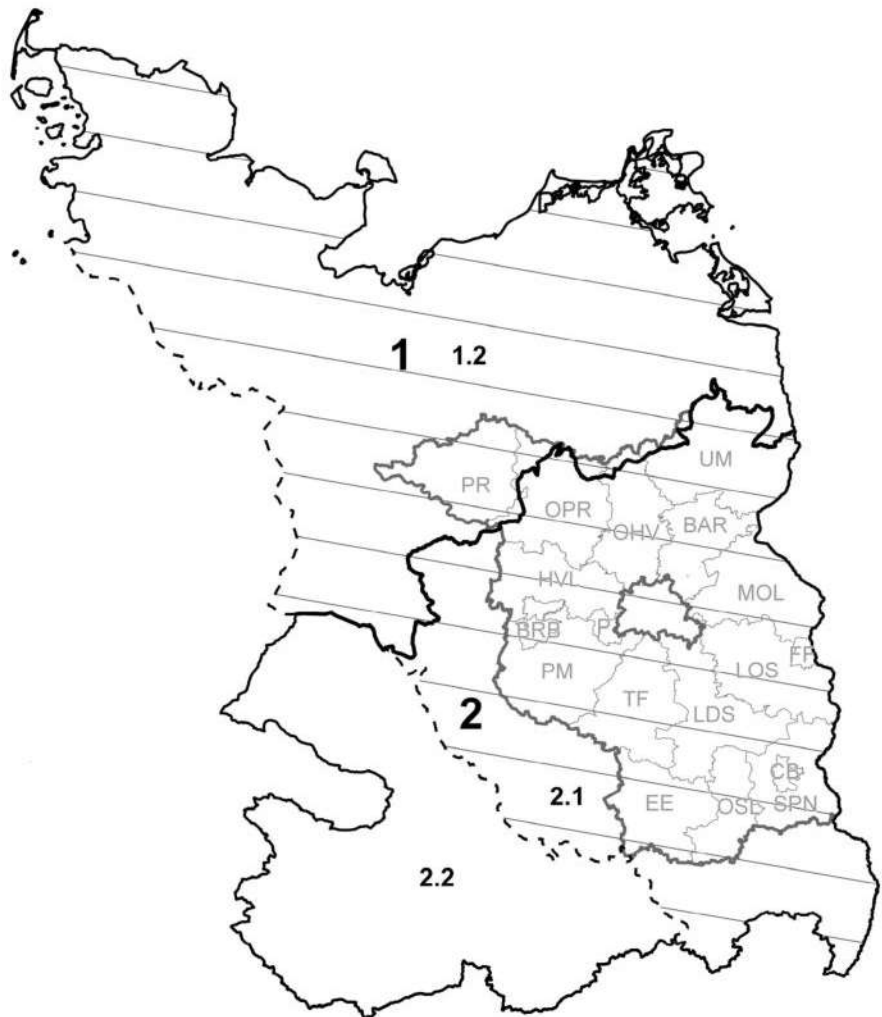 1 1.2
UM
PR
OPR
BAR
OHV
HVL
MOL
BRB
P
FF
PM
LOS
TF
LDS
2
CB
2.1
EE
OSL
SPN
2.2